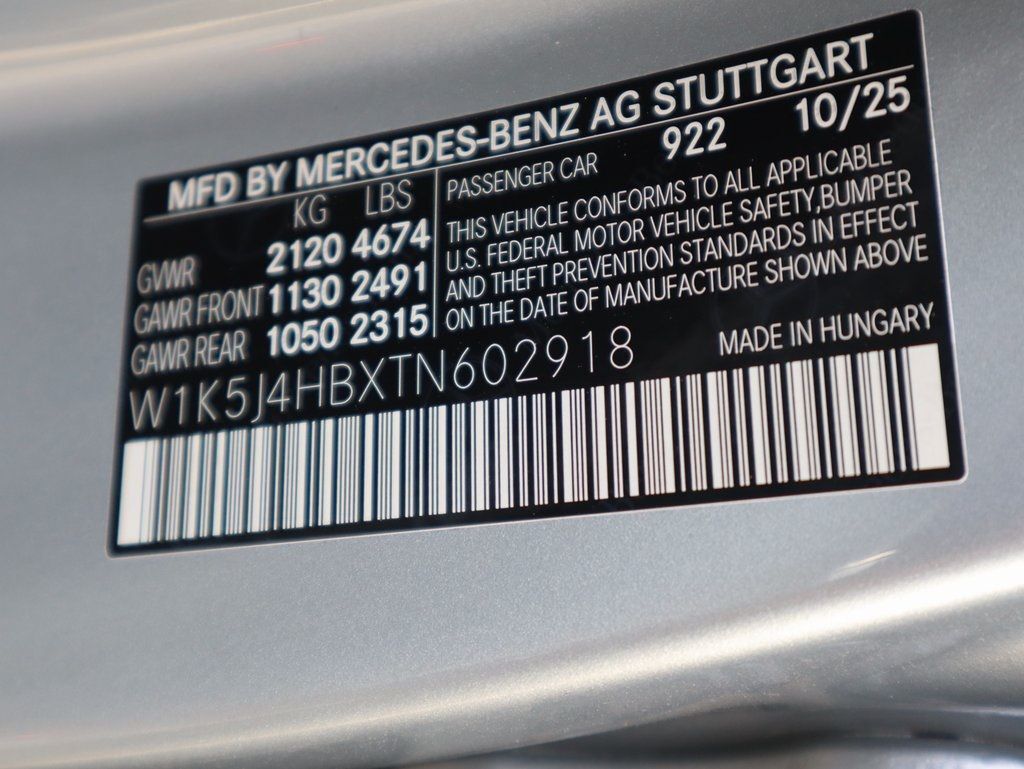 MFD BY MERCEDES-BENZ AG STUTTGART
KG LBS
GVWR 2120 4674
GAWR FRONT 1130 2491
GAWR REAR 1050 2315
PASSENGER CAR 922 10/25
THIS VEHICLE CONFORMS TO ALL APPLICABLE
U.S. FEDERAL MOTOR VEHICLE SAFETY,BUMPER
AND THEFT PREVENTION STANDARDS IN EFFECT
ON THE DATE OF MANUFACTURE SHOWN ABOVE
W1K5J4HBXTN602918
MADE IN HUNGARY